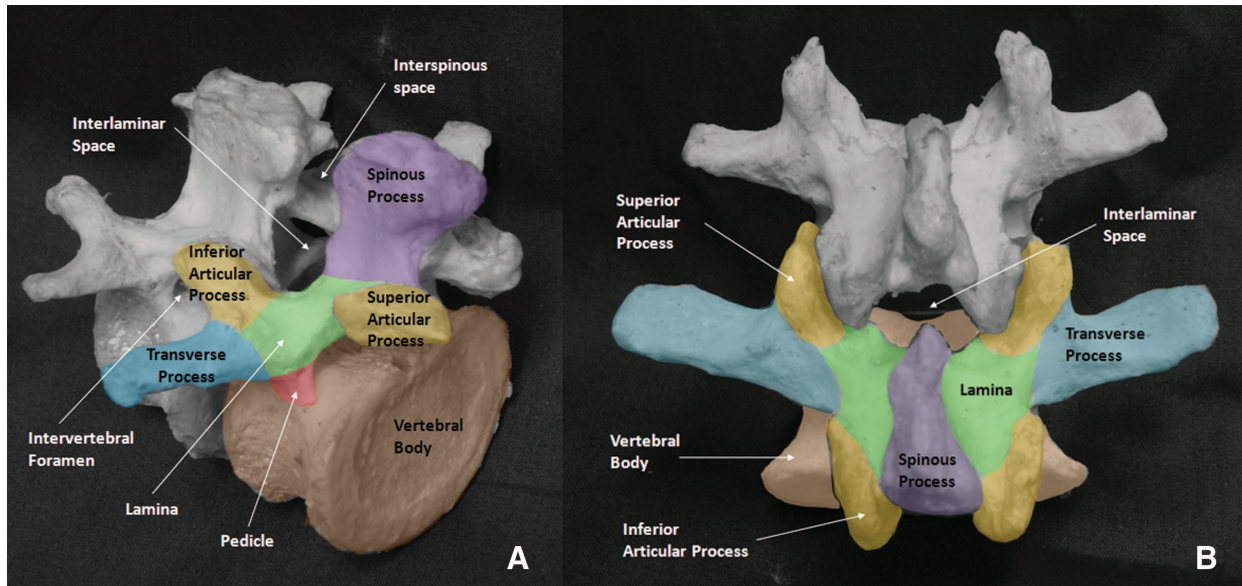 Interspinous
space
Interlaminar
Space
Spinous
Process
Inferior
Articular
Process
Superior
Articular
Process
Transverse
Process
Vertebral
Body
Intervertebral
Foramen
Lamina
Pedicle
A
Superior
Articular
Process
Interlaminar
Space
Transverse
Process
Lamina
Vertebral
Body
Spinous
Process
Inferior
Articular Process
B